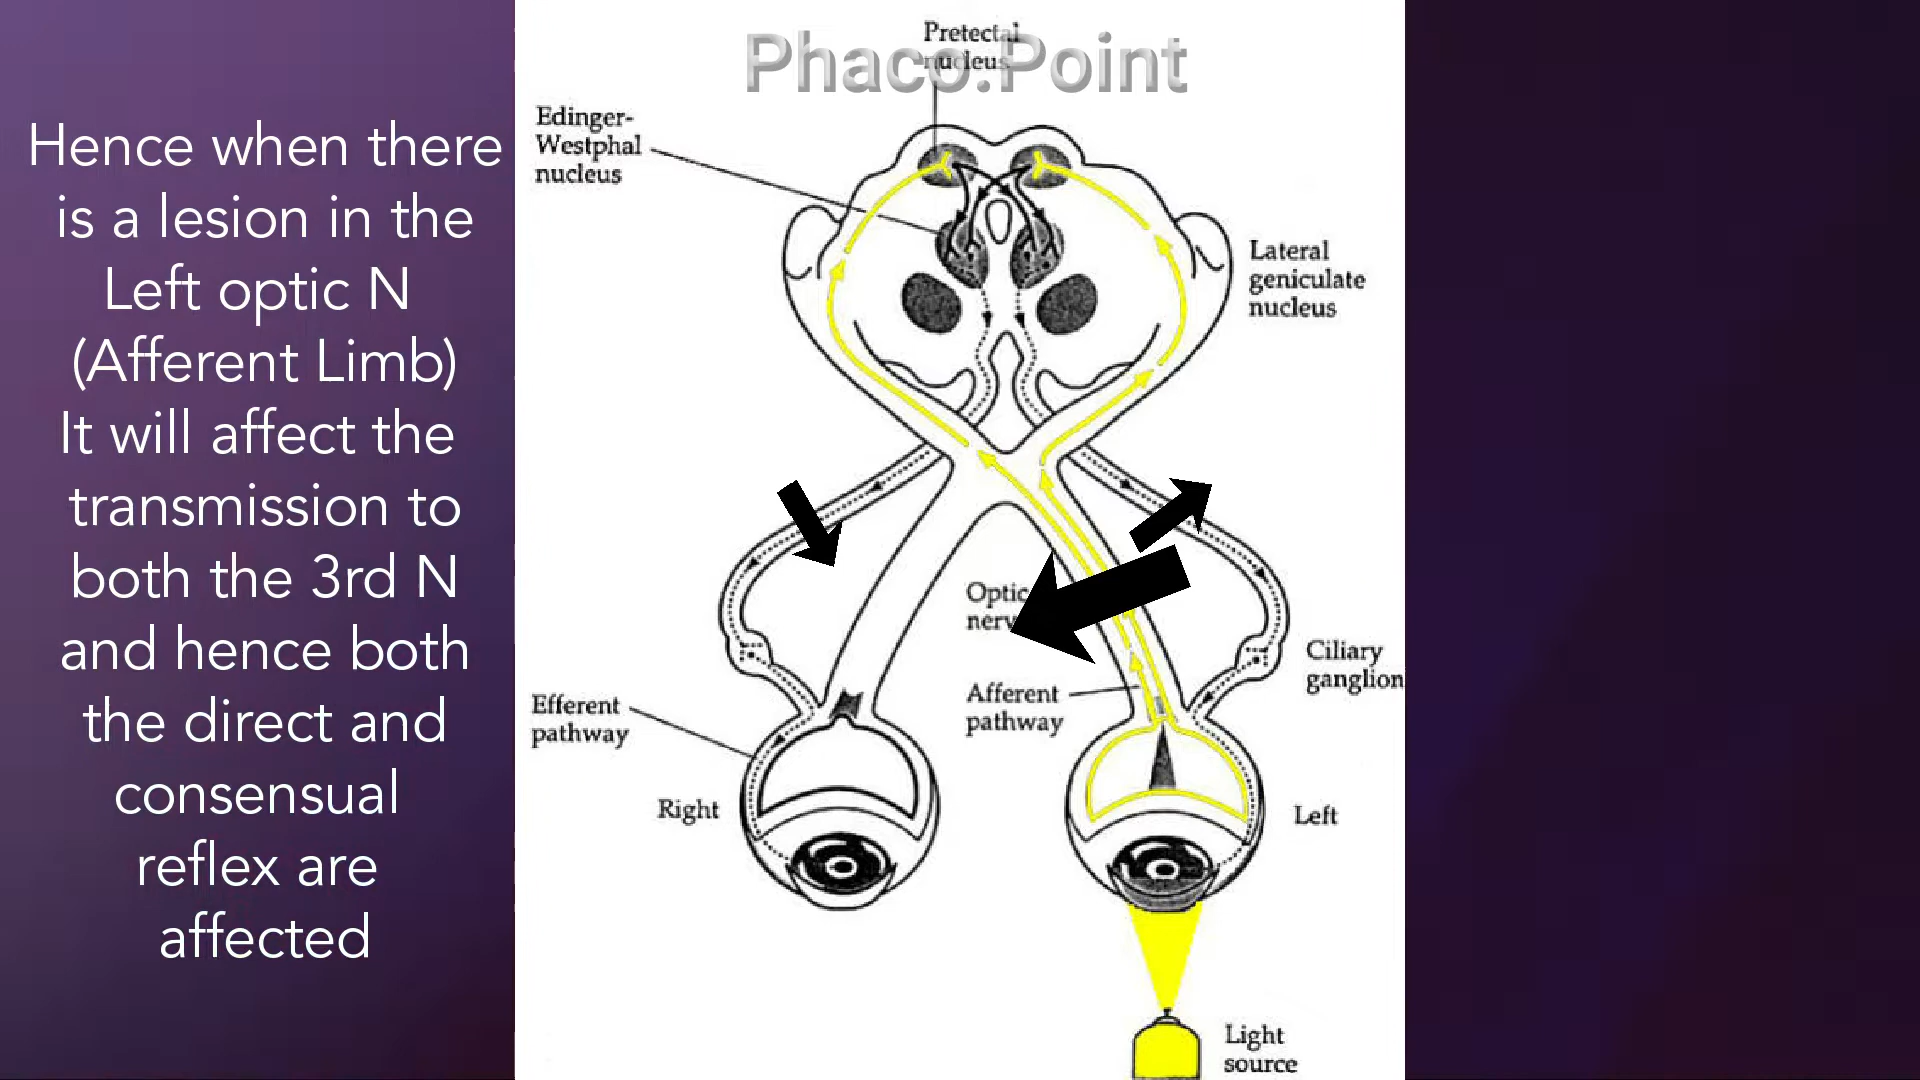 Hence when there
is a lesion in the
Left optic N
(Afferent Limb)
It will affect the
transmission to
both the 3rd N
and hence both
the direct and
consensual
reflex are
affected
Phaco.Point
Pretectal
nucleus
Edinger-
Westphal
nucleus
Lateral
geniculate
nucleus
Optic
Ciliary
ganglion
Efferent
pathway
Afferent
pathway
Right
Left
Light
source